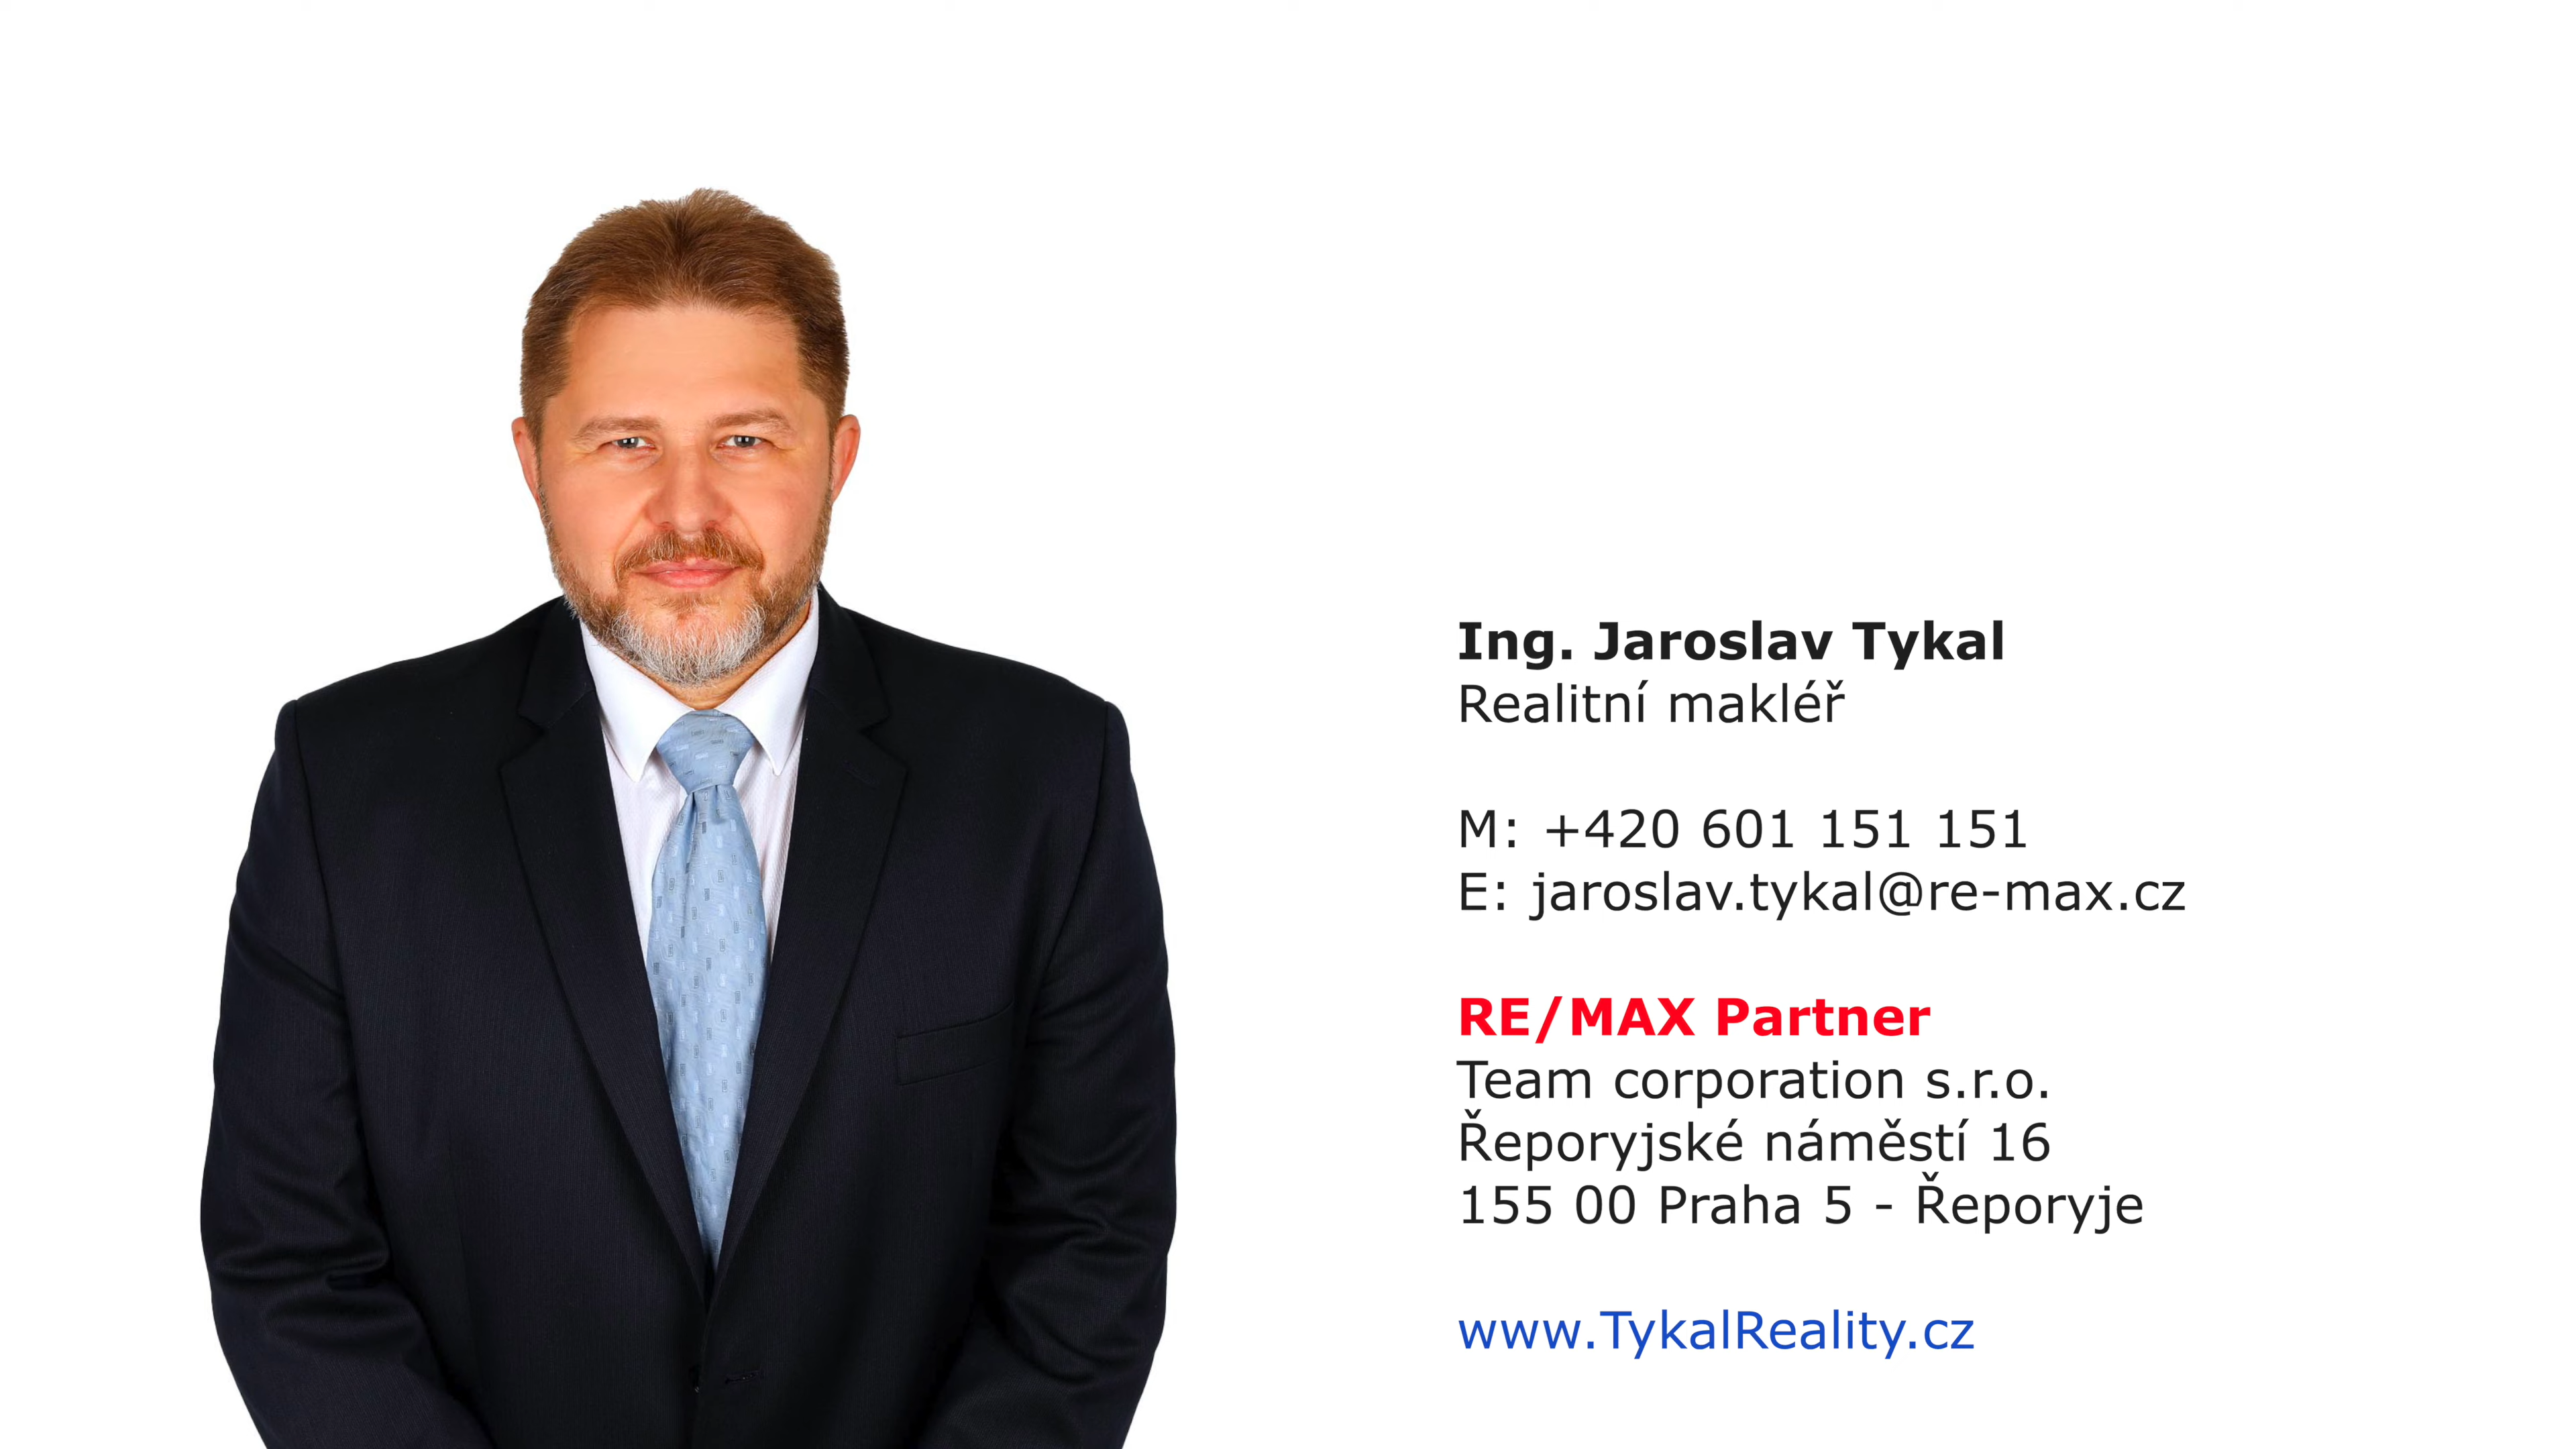 Ing. Jaroslav Tykal
Realitní makléř
M: +420 601 151 151
E: jaroslav.tykal@re-max.cz
RE/MAX Partner
Team corporation s.r.o.
Řeporyjské náměstí 16
155 00 Praha 5 - Řeporyje
www.TykalReality.cz